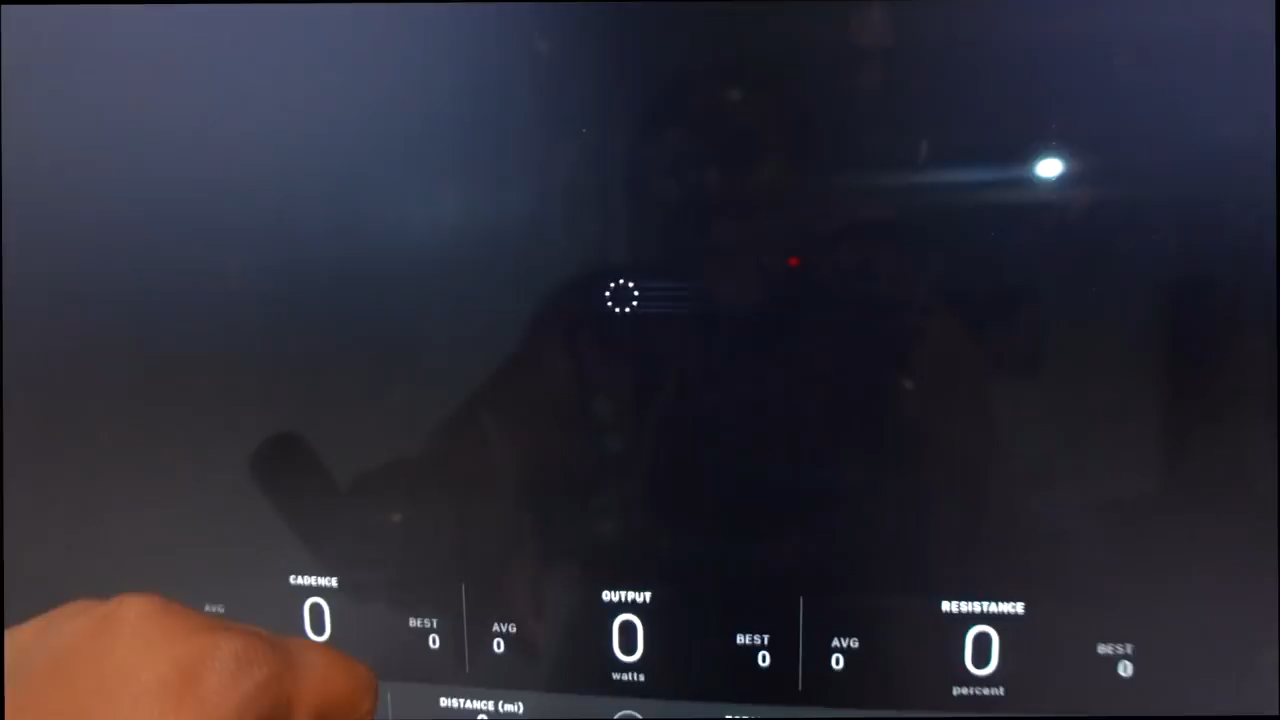 CADENCE
AVG
0
BEST
0
OUTPUT
AVG
0
0
BEST
0
watts
RESISTANCE
AVG
0
0
BEST
0
percent
DISTANCE (mi)